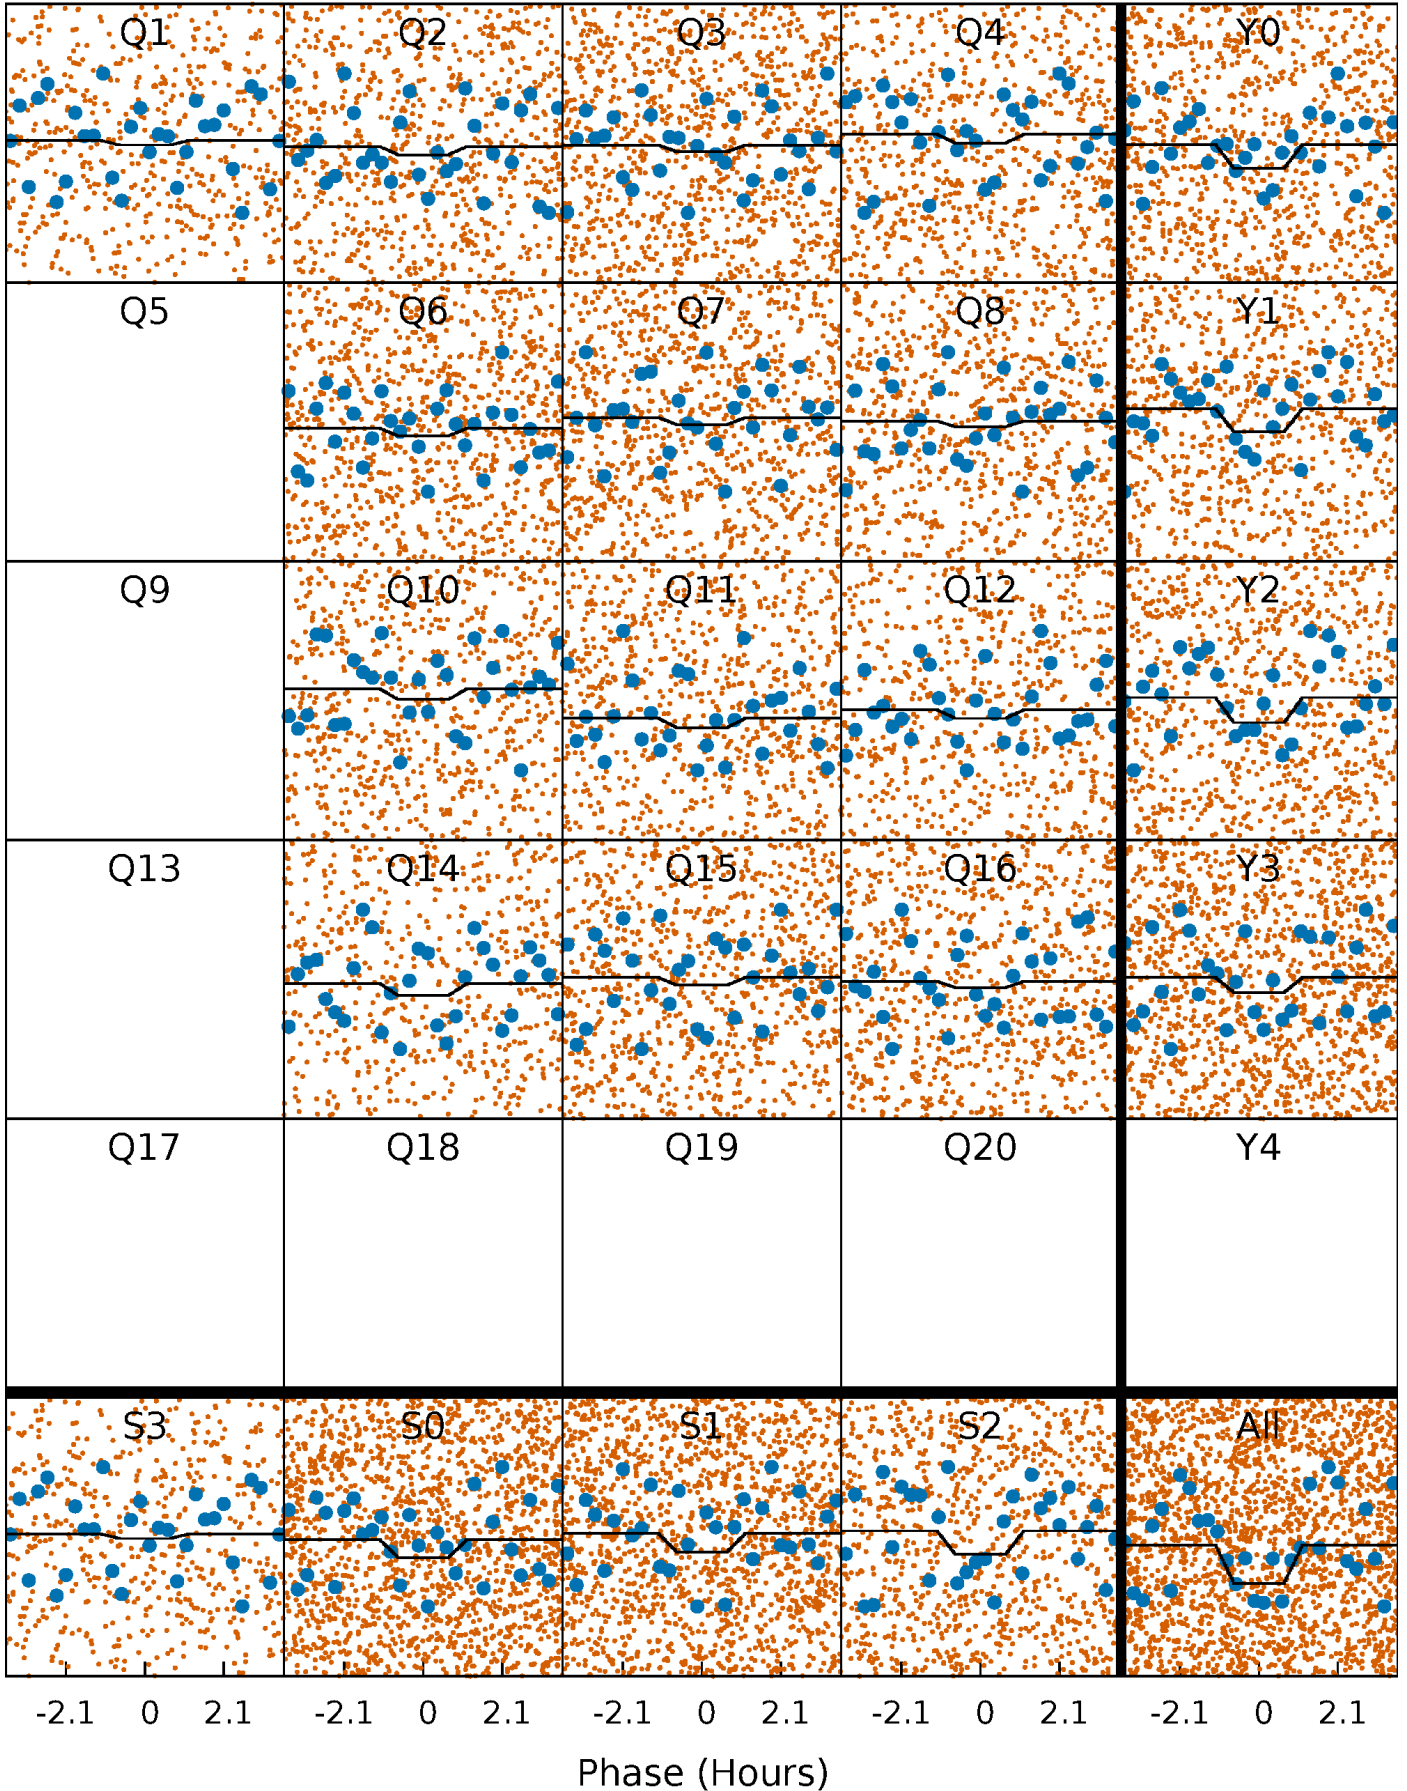 Q1 Q2 Q3 Q4 Y0
Q5 Q6 Q7 Q8 Y1
Q9 Q10 Q11 Q12 Y2
Q13 Q14 Q15 Q16 Y3
Q17 Q18 Q19 Q20 Y4
S3 S0 S1 S2 All
-2.1 0 2.1 -2.1 0 2.1 -2.1 0 2.1 -2.1 0 2.1 -2.1 0 2.1
Phase (Hours)